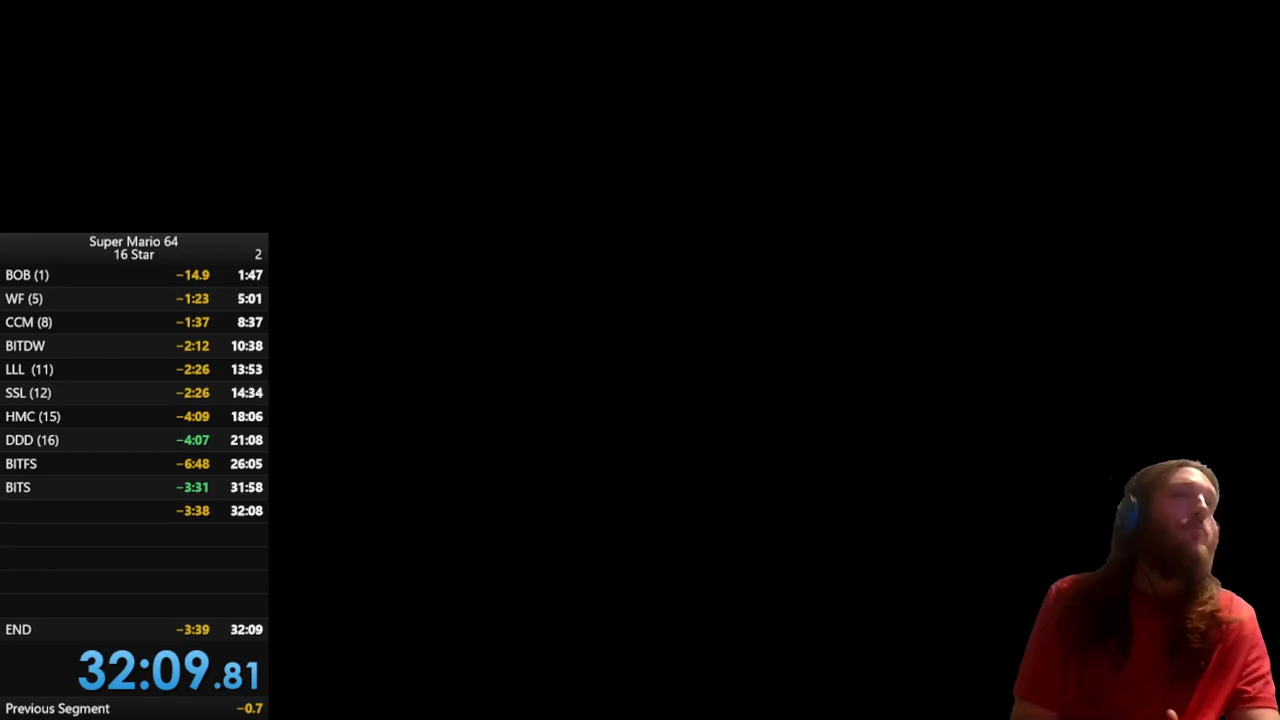 Super Mario 64
16 Star 2
BOB (1) −14.9 1:47
WF (5) −1:23 5:01
CCM (8) −1:37 8:37
BITDW −2:12 10:38
LLL (11) −2:26 13:53
SSL (12) −2:26 14:34
HMC (15) −4:09 18:06
DDD (16) −4:07 21:08
BITFS −6:48 26:05
BITS −3:31 31:58
−3:38 32:08
END −3:39 32:09
32:09.81
Previous Segment −0.7